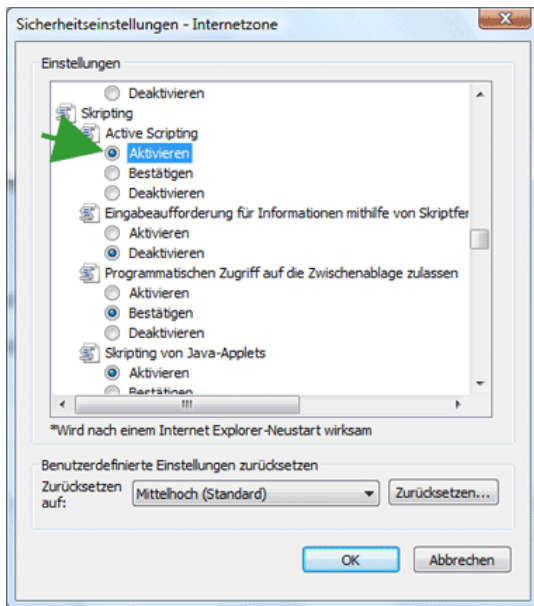 Sicherheitseinstellungen - Internetzone
Einstellungen
Deaktivieren
Skripting
Active Scripting
Aktivieren
Bestätigen
Deaktivieren
Eingabeaufforderung für Informationen mithilfe von Skriptfer
Aktivieren
Deaktivieren
Programmatischen Zugriff auf die Zwischenablage zulassen
Aktivieren
Bestätigen
Deaktivieren
Skripting von Java-Applets
Aktivieren
Bestätigen
*Wird nach einem Internet Explorer-Neustart wirksam
Benutzerdefinierte Einstellungen zurücksetzen
Zurücksetzen auf: Mittelhoch (Standard) Zurücksetzen...
OK Abbrechen